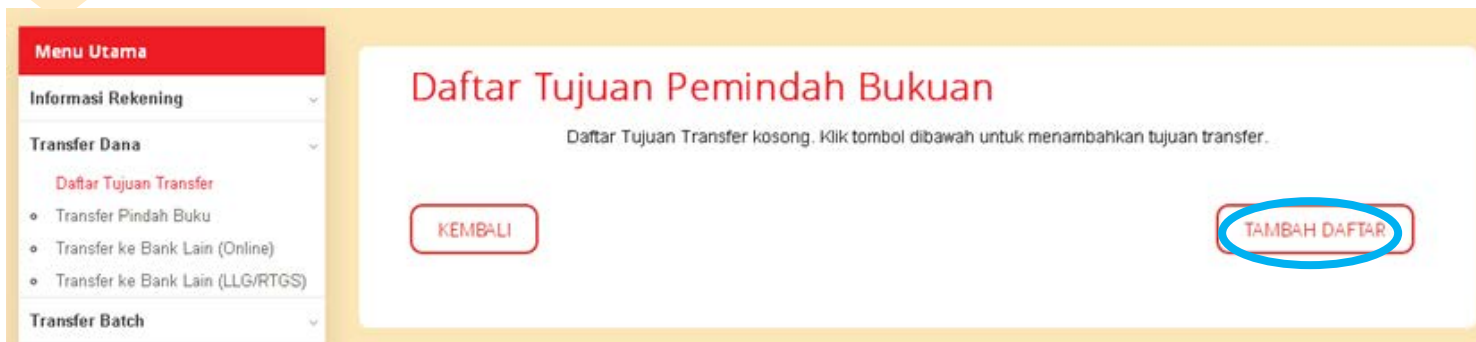 Menu Utama
Informasi Rekening
Transfer Dana
Daftar Tujuan Transfer
Transfer Pindah Buku
Transfer ke Bank Lain (Online)
Transfer ke Bank Lain (LLG/RTGS)
Transfer Batch
Daftar Tujuan Pemindah Bukuan
Daftar Tujuan Transfer kosong. Klik tombol dibawah untuk menambahkan tujuan transfer.
KEMBALI
TAMBAH DAFTAR